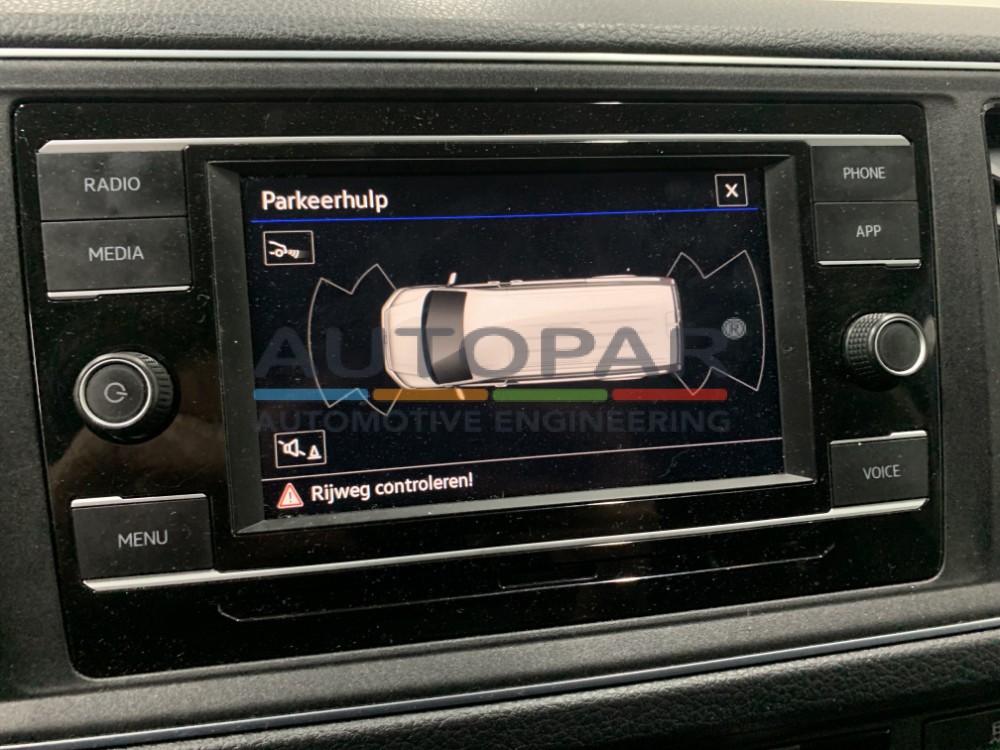 RADIO
MEDIA
MENU
Parkeerhulp
X
AUTOPAR
®
AUTOMOTIVE ENGINEERING
Rijweg controleren!
PHONE
APP
VOICE